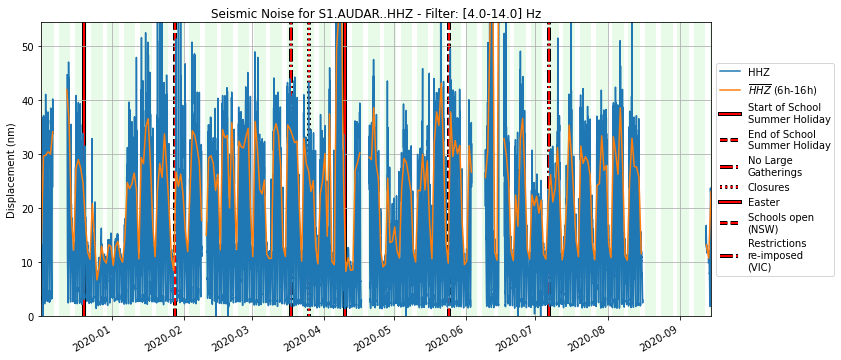 Seismic Noise for S1.AUDAR..HHZ - Filter: [4.0-14.0] Hz
Displacement (nm)
50
40
30
20
10
0
2020-01
2020-02
2020-03
2020-04
2020-05
2020-06
2020-07
2020-08
2020-09
HHZ
HHZ (6h-16h)
Start of School
Summer Holiday
End of School
Summer Holiday
No Large
Gatherings
Closures
Easter
Schools open
(NSW)
Restrictions
re-imposed
(VIC)